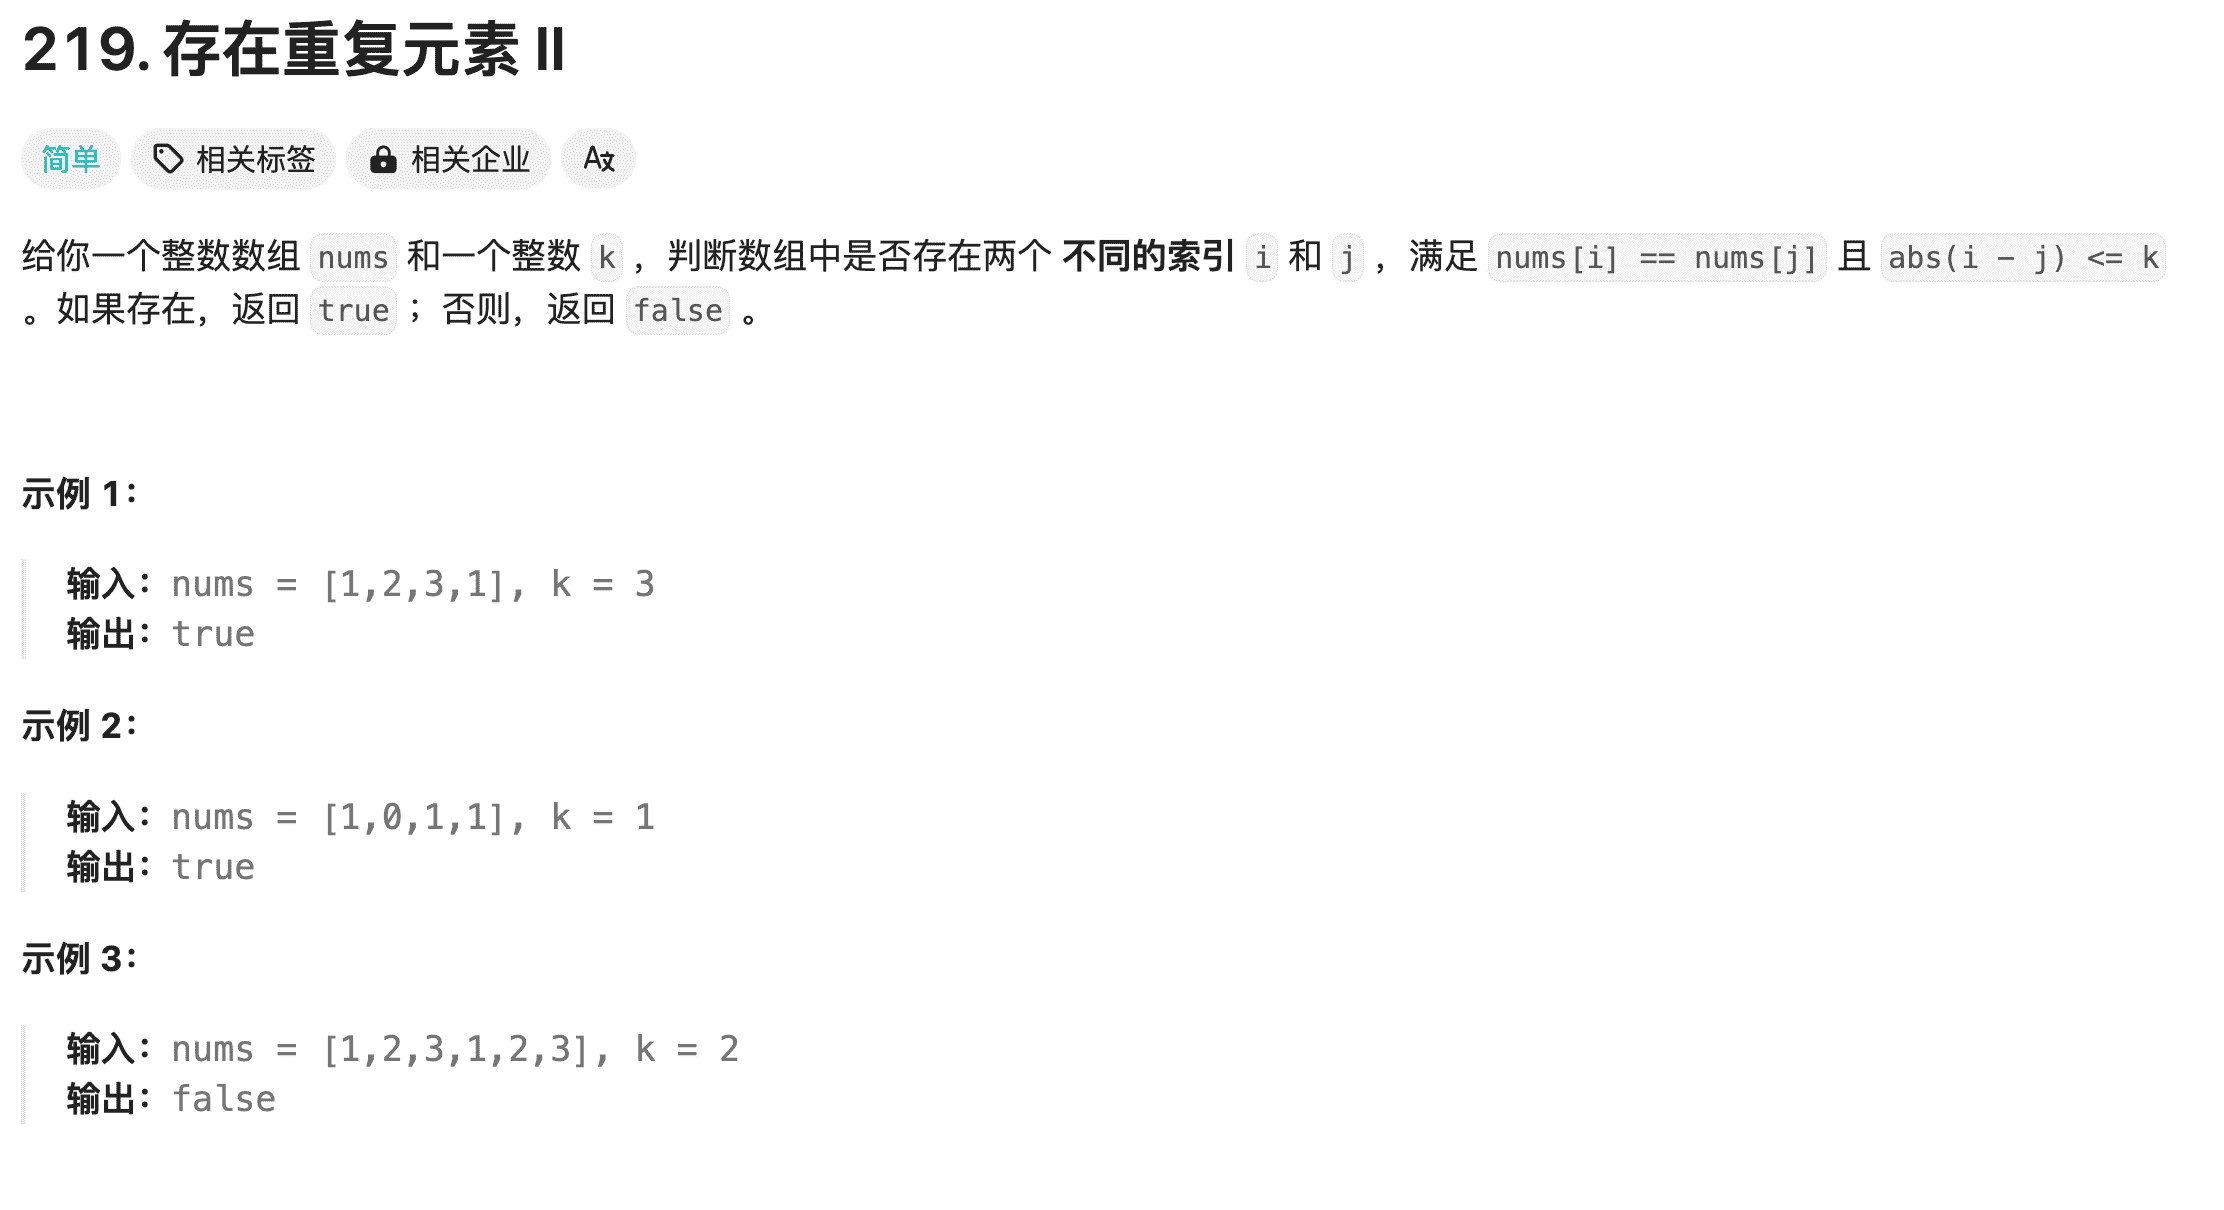 219. 存在重复元素 II
简单 相关标签 相关企业
给你一个整数数组 nums 和一个整数 k ，判断数组中是否存在两个 不同的索引 i 和 j ，满足 nums[i] == nums[j] 且 abs(i - j) <= k
。如果存在，返回 true ；否则，返回 false 。
示例 1：
输入：nums = [1,2,3,1], k = 3
输出：true
示例 2：
输入：nums = [1,0,1,1], k = 1
输出：true
示例 3：
输入：nums = [1,2,3,1,2,3], k = 2
输出：false